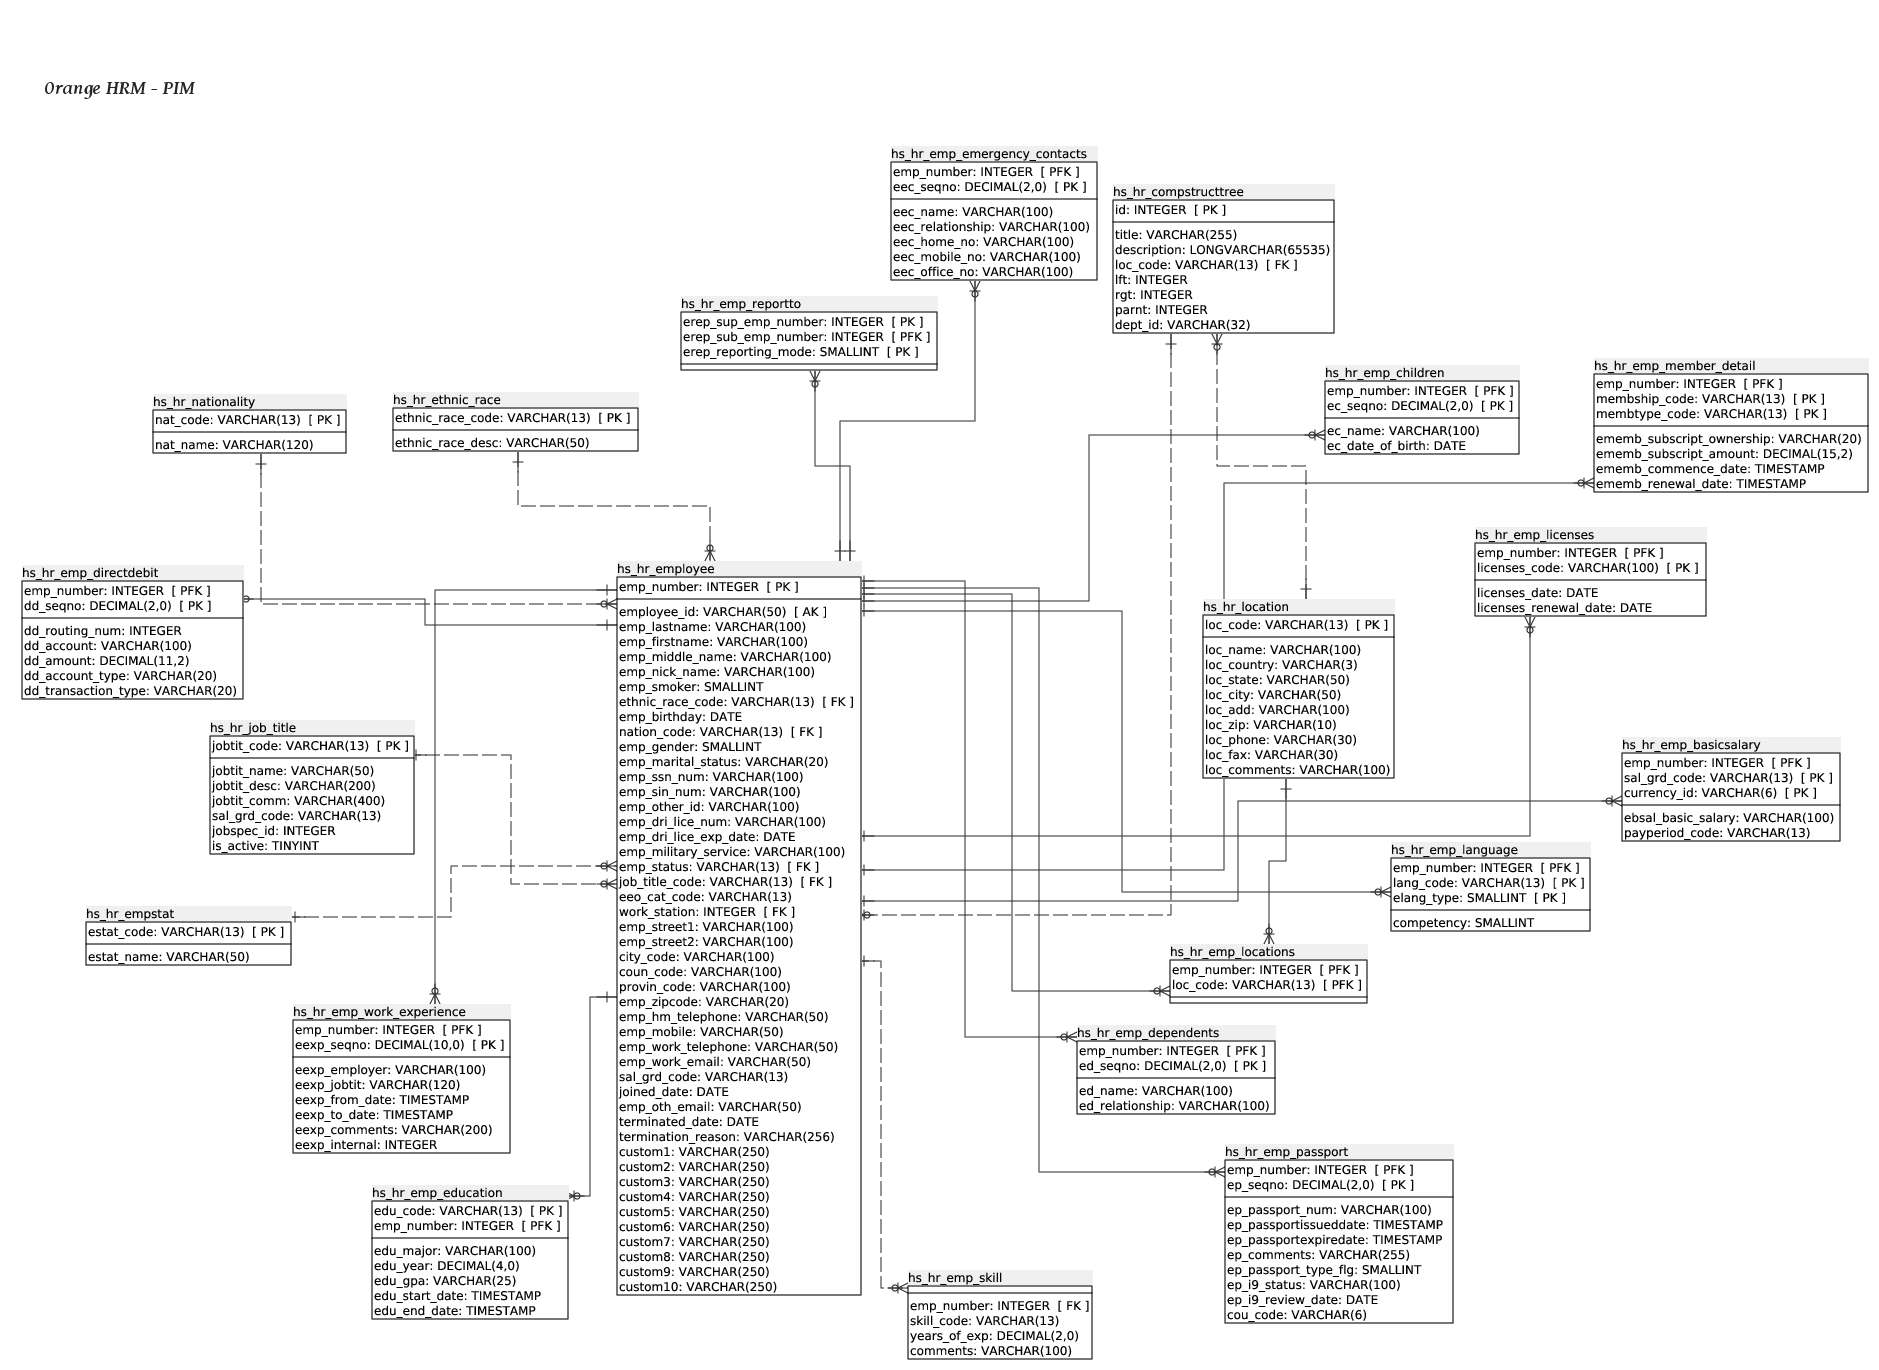 Orange HRM - PIM
hs_hr_emp_emergency_contacts
emp_number: INTEGER [ PFK ]
eec_seqno: DECIMAL(2,0) [ PK ]
eec_name: VARCHAR(100)
eec_relationship: VARCHAR(100)
eec_home_no: VARCHAR(100)
eec_mobile_no: VARCHAR(100)
eec_office_no: VARCHAR(100)
hs_hr_compstructtree
id: INTEGER [ PK ]
title: VARCHAR(255)
description: LONGVARCHAR(65535)
loc_code: VARCHAR(13) [ FK ]
lft: INTEGER
rgt: INTEGER
parnt: INTEGER
dept_id: VARCHAR(32)
hs_hr_emp_reportto
erep_sup_emp_number: INTEGER [ PK ]
erep_sub_emp_number: INTEGER [ PFK ]
erep_reporting_mode: SMALLINT [ PK ]
hs_hr_emp_children
emp_number: INTEGER [ PFK ]
ec_seqno: DECIMAL(2,0) [ PK ]
ec_name: VARCHAR(100)
ec_date_of_birth: DATE
hs_hr_emp_member_detail
emp_number: INTEGER [ PFK ]
membship_code: VARCHAR(13) [ PK ]
membtype_code: VARCHAR(13) [ PK ]
ememb_subscript_ownership: VARCHAR(20)
ememb_subscript_amount: DECIMAL(15,2)
ememb_commence_date: TIMESTAMP
ememb_renewal_date: TIMESTAMP
hs_hr_nationality
nat_code: VARCHAR(13) [ PK ]
nat_name: VARCHAR(120)
hs_hr_ethnic_race
ethnic_race_code: VARCHAR(13) [ PK ]
ethnic_race_desc: VARCHAR(50)
hs_hr_emp_licenses
emp_number: INTEGER [ PFK ]
licenses_code: VARCHAR(100) [ PK ]
licenses_date: DATE
licenses_renewal_date: DATE
hs_hr_emp_directdebit
emp_number: INTEGER [ PFK ]
dd_seqno: DECIMAL(2,0) [ PK ]
dd_routing_num: INTEGER
dd_account: VARCHAR(100)
dd_amount: DECIMAL(11,2)
dd_account_type: VARCHAR(20)
dd_transaction_type: VARCHAR(20)
hs_hr_employee
emp_number: INTEGER [ PK ]
employee_id: VARCHAR(50) [ AK ]
emp_lastname: VARCHAR(100)
emp_firstname: VARCHAR(100)
emp_middle_name: VARCHAR(100)
emp_nick_name: VARCHAR(100)
emp_smoker: SMALLINT
ethnic_race_code: VARCHAR(13) [ FK ]
emp_birthday: DATE
nation_code: VARCHAR(13) [ FK ]
emp_gender: SMALLINT
emp_marital_status: VARCHAR(20)
emp_ssn_num: VARCHAR(100)
emp_sin_num: VARCHAR(100)
emp_other_id: VARCHAR(100)
emp_dri_lice_num: VARCHAR(100)
emp_dri_lice_exp_date: DATE
emp_military_service: VARCHAR(100)
emp_status: VARCHAR(13) [ FK ]
job_title_code: VARCHAR(13) [ FK ]
eeo_cat_code: VARCHAR(13)
work_station: INTEGER [ FK ]
emp_street1: VARCHAR(100)
emp_street2: VARCHAR(100)
city_code: VARCHAR(100)
coun_code: VARCHAR(100)
provin_code: VARCHAR(100)
emp_zipcode: VARCHAR(20)
emp_hm_telephone: VARCHAR(50)
emp_mobile: VARCHAR(50)
emp_work_telephone: VARCHAR(50)
emp_work_email: VARCHAR(50)
sal_grd_code: VARCHAR(13)
joined_date: DATE
emp_oth_email: VARCHAR(50)
terminated_date: DATE
termination_reason: VARCHAR(256)
custom1: VARCHAR(250)
custom2: VARCHAR(250)
custom3: VARCHAR(250)
custom4: VARCHAR(250)
custom5: VARCHAR(250)
custom6: VARCHAR(250)
custom7: VARCHAR(250)
custom8: VARCHAR(250)
custom9: VARCHAR(250)
custom10: VARCHAR(250)
hs_hr_location
loc_code: VARCHAR(13) [ PK ]
loc_name: VARCHAR(100)
loc_country: VARCHAR(3)
loc_state: VARCHAR(50)
loc_city: VARCHAR(50)
loc_add: VARCHAR(100)
loc_zip: VARCHAR(10)
loc_phone: VARCHAR(30)
loc_fax: VARCHAR(30)
loc_comments: VARCHAR(100)
hs_hr_job_title
jobtit_code: VARCHAR(13) [ PK ]
jobtit_name: VARCHAR(50)
jobtit_desc: VARCHAR(200)
jobtit_comm: VARCHAR(400)
sal_grd_code: VARCHAR(13)
jobspec_id: INTEGER
is_active: TINYINT
hs_hr_emp_basicsalary
emp_number: INTEGER [ PFK ]
sal_grd_code: VARCHAR(13) [ PK ]
currency_id: VARCHAR(6) [ PK ]
ebsal_basic_salary: VARCHAR(100)
payperiod_code: VARCHAR(13)
hs_hr_emp_language
emp_number: INTEGER [ PFK ]
lang_code: VARCHAR(13) [ PK ]
elang_type: SMALLINT [ PK ]
competency: SMALLINT
hs_hr_empstat
estat_code: VARCHAR(13) [ PK ]
estat_name: VARCHAR(50)
hs_hr_emp_locations
emp_number: INTEGER [ PFK ]
loc_code: VARCHAR(13) [ PFK ]
hs_hr_emp_work_experience
emp_number: INTEGER [ PFK ]
eexp_seqno: DECIMAL(10,0) [ PK ]
eexp_employer: VARCHAR(100)
eexp_jobtit: VARCHAR(120)
eexp_from_date: TIMESTAMP
eexp_to_date: TIMESTAMP
eexp_comments: VARCHAR(200)
eexp_internal: INTEGER
hs_hr_emp_dependents
emp_number: INTEGER [ PFK ]
ed_seqno: DECIMAL(2,0) [ PK ]
ed_name: VARCHAR(100)
ed_relationship: VARCHAR(100)
hs_hr_emp_passport
emp_number: INTEGER [ PFK ]
ep_seqno: DECIMAL(2,0) [ PK ]
ep_passport_num: VARCHAR(100)
ep_passportissueddate: TIMESTAMP
ep_passportexpiredate: TIMESTAMP
ep_comments: VARCHAR(255)
ep_passport_type_flg: SMALLINT
ep_i9_status: VARCHAR(100)
ep_i9_review_date: DATE
cou_code: VARCHAR(6)
hs_hr_emp_education
edu_code: VARCHAR(13) [ PK ]
emp_number: INTEGER [ PFK ]
edu_major: VARCHAR(100)
edu_year: DECIMAL(4,0)
edu_gpa: VARCHAR(25)
edu_start_date: TIMESTAMP
edu_end_date: TIMESTAMP
hs_hr_emp_skill
emp_number: INTEGER [ FK ]
skill_code: VARCHAR(13)
years_of_exp: DECIMAL(2,0)
comments: VARCHAR(100)